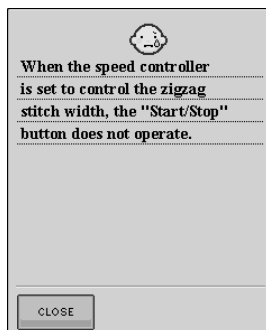 When the speed controller
is set to control the zigzag
stitch width, the "Start/Stop"
button does not operate.
CLOSE